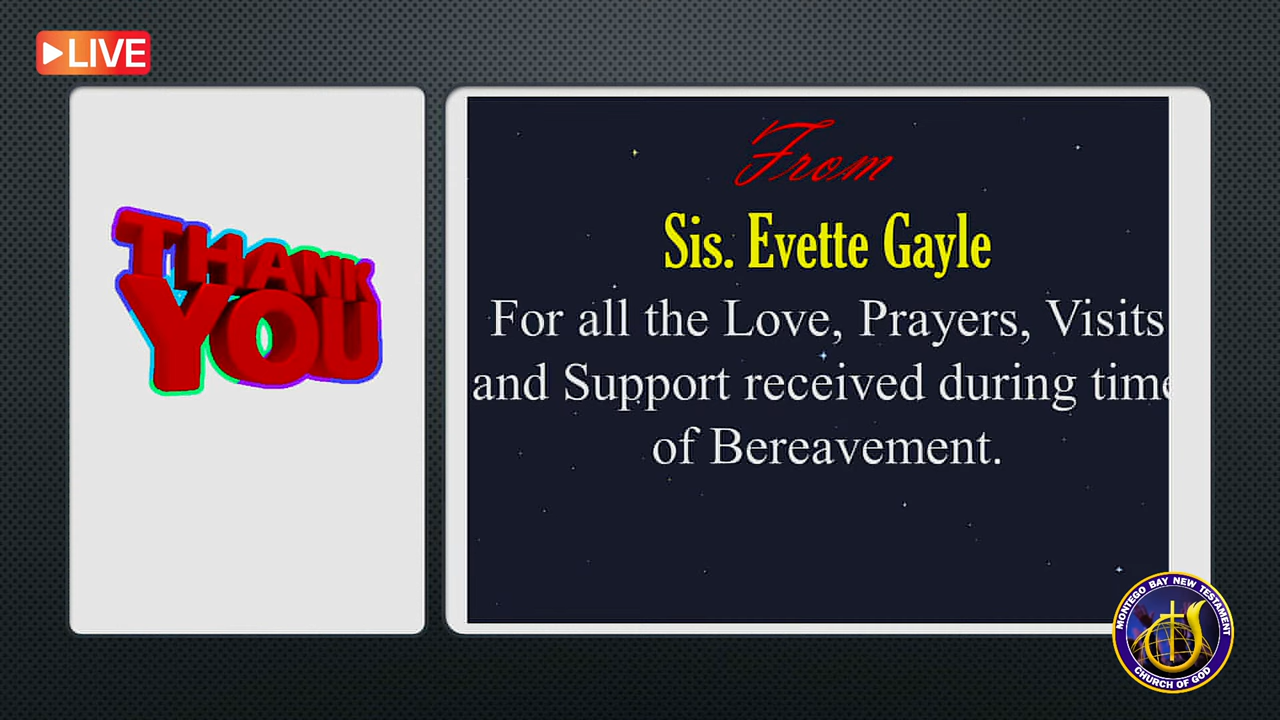 LIVE
THANK
YOU
From
Sis. Evette Gayle
For all the Love, Prayers, Visits
and Support received during time
of Bereavement.
MONTEGO BAY NEW TESTAMENT
CHURCH OF GOD